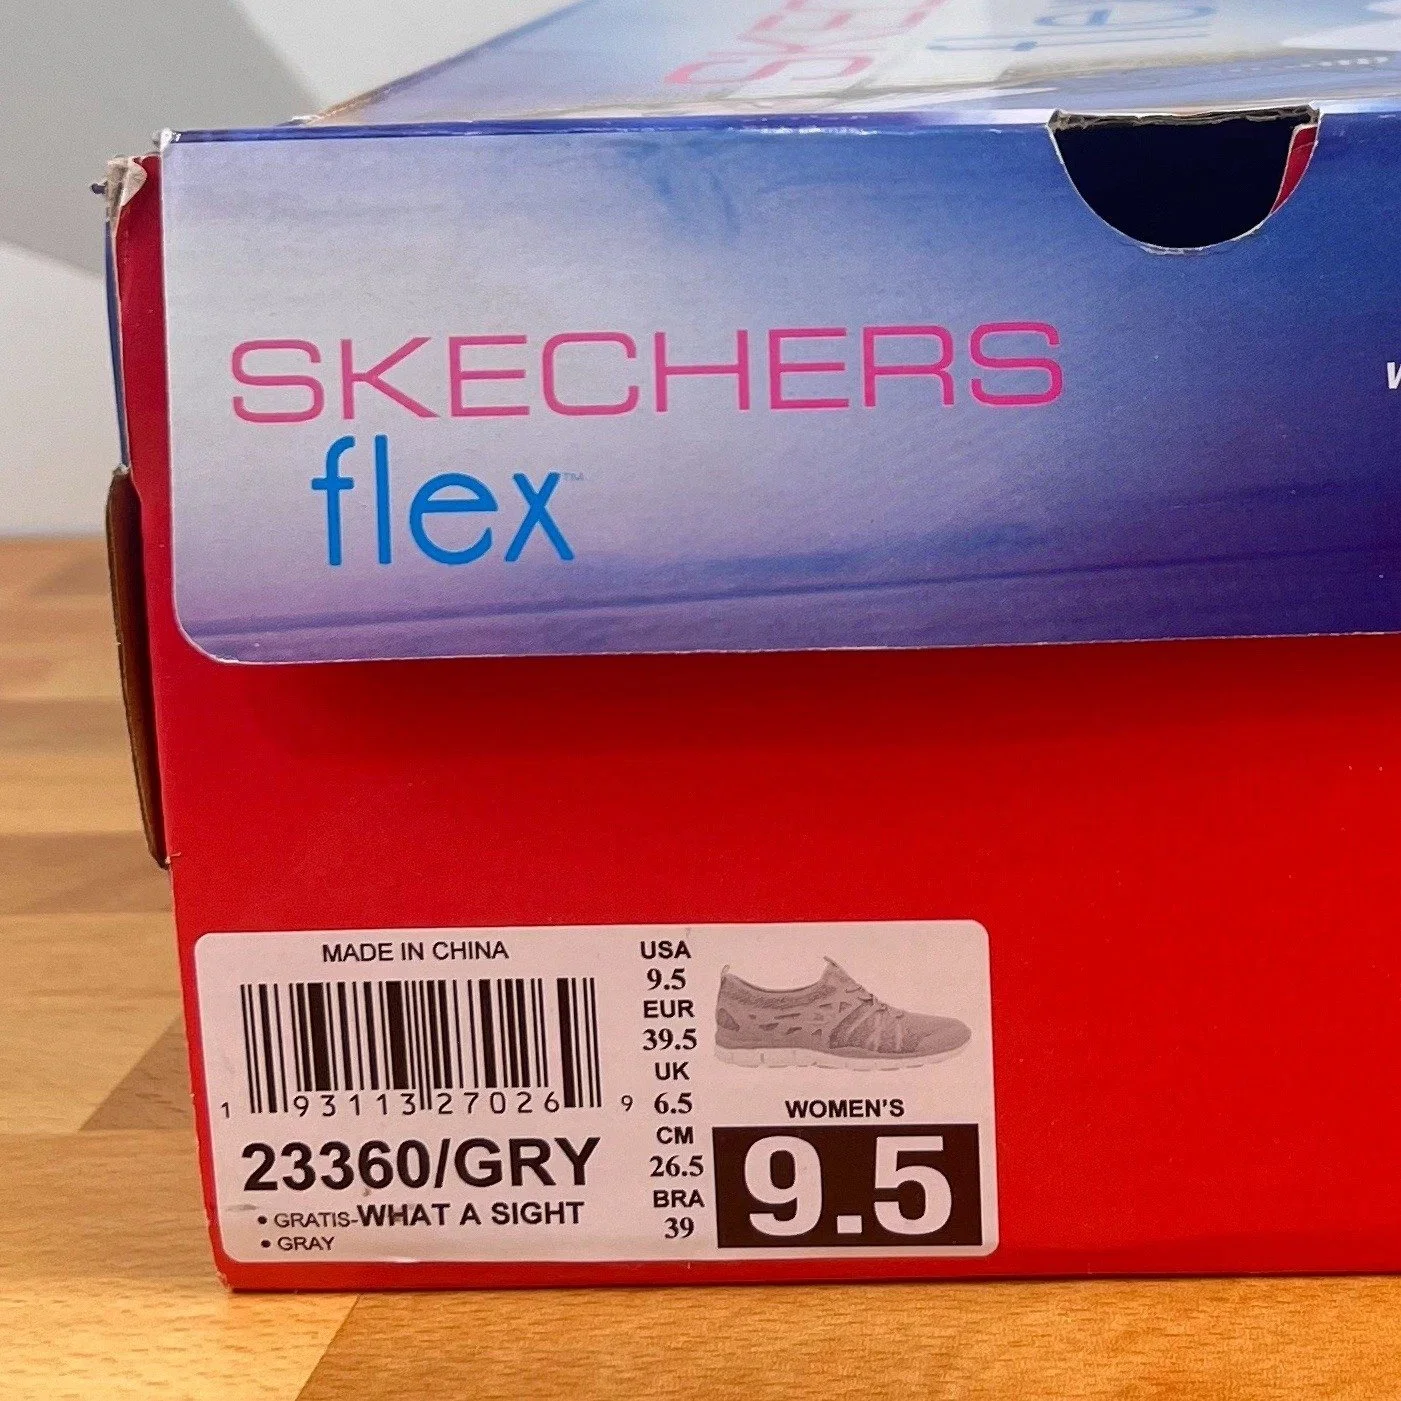 SKECHERS
flex™
MADE IN CHINA
1 93113 27026 9
23360/GRY
• GRATIS-WHAT A SIGHT
• GRAY
USA
9.5
EUR
39.5
UK
6.5
CM
26.5
BRA
39
WOMEN'S
9.5